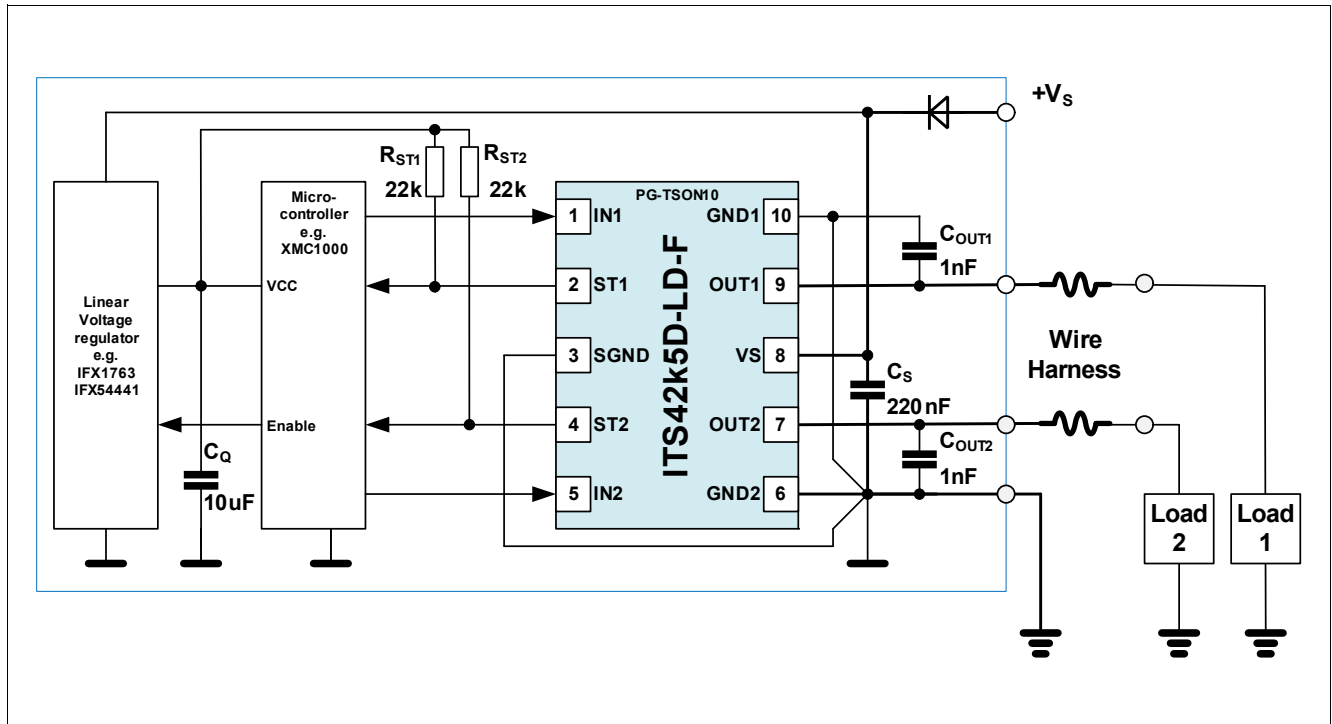 +VS
RST1
22k
RST2
22k
Linear
Voltage
regulator
e.g.
IFX1763
IFX54441
CQ
10uF
Micro-
controller
e.g.
XMC1000
VCC
Enable
PG-TSON10
ITS42k5D-LD-F
1 IN1
2 ST1
3 SGND
4 ST2
5 IN2
GND1 10
OUT1 9
VS 8
OUT2 7
GND2 6
COUT1
1nF
CS
220 nF
COUT2
1nF
Wire
Harness
Load
2
Load
1